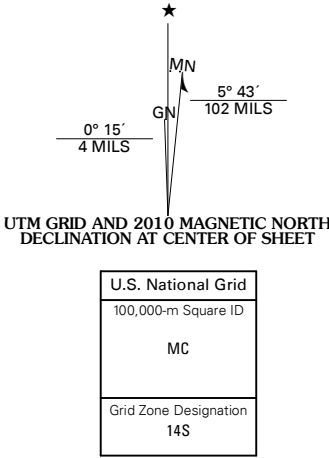 ★
MN
GN
5° 43´
102 MILS
0° 15´
4 MILS
UTM GRID AND 2010 MAGNETIC NORTH
DECLINATION AT CENTER OF SHEET
U.S. National Grid
100,000-m Square ID
MC
Grid Zone Designation
14S